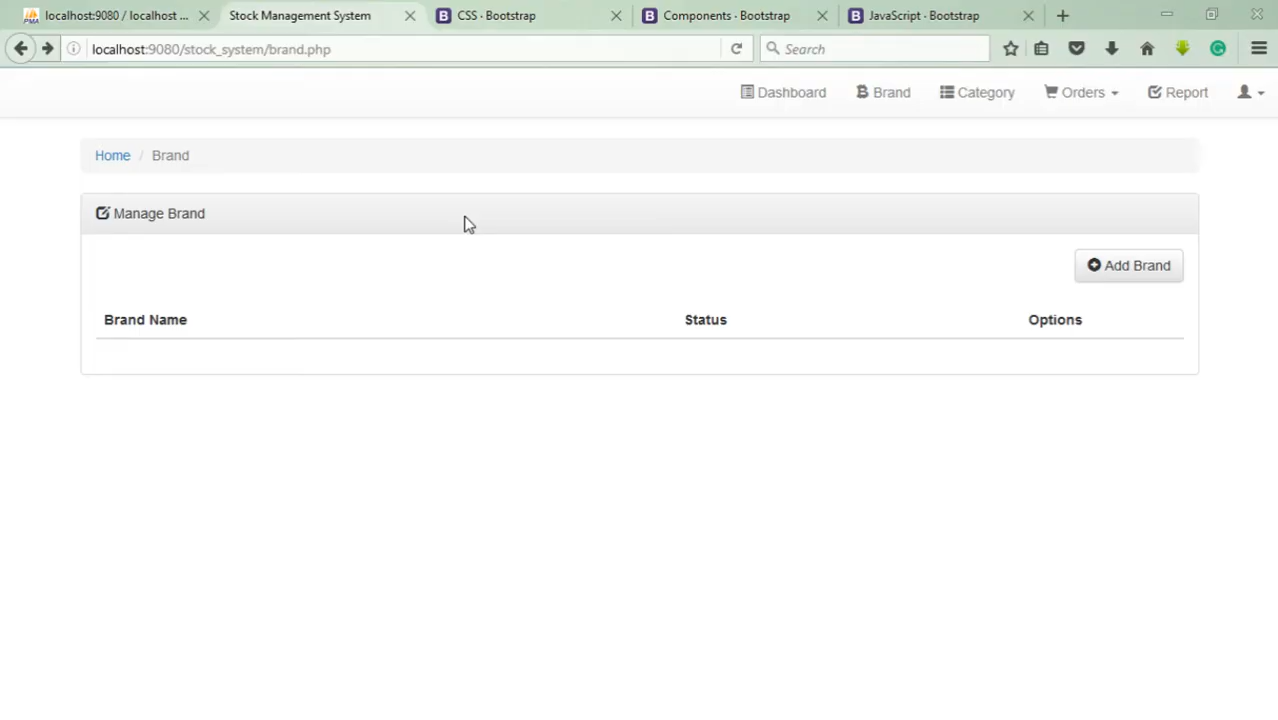 localhost:9080 / localhost ... Stock Management System CSS · Bootstrap Components · Bootstrap JavaScript · Bootstrap
localhost:9080/stock_system/brand.php Search
Dashboard Brand Category Orders Report
Home / Brand
Manage Brand
Add Brand
Brand Name Status Options